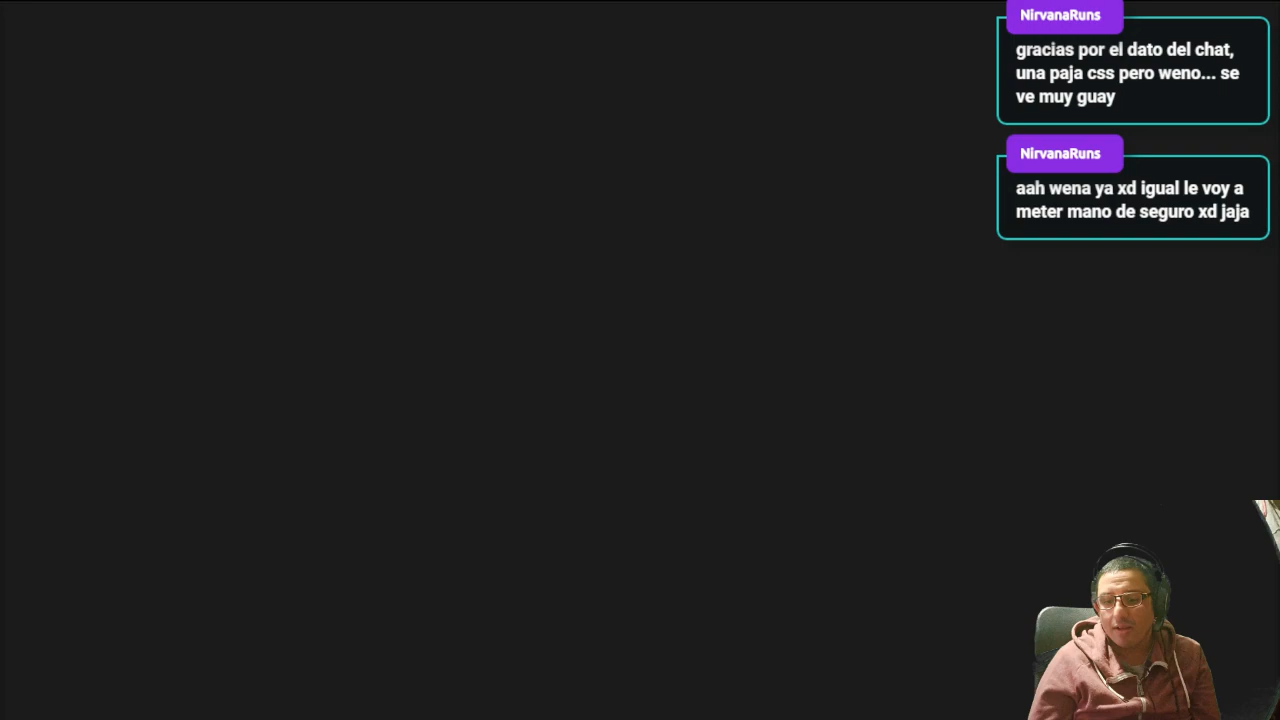 NirvanaRuns
gracias por el dato del chat,
una paja css pero weno... se
ve muy guay
NirvanaRuns
aah wena ya xd igual le voy a
meter mano de seguro xd jaja